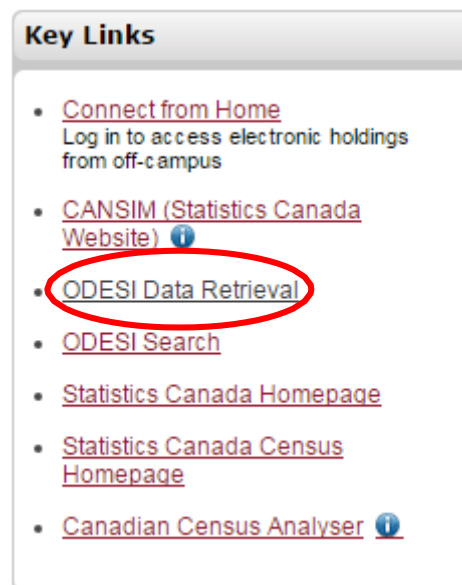 Key Links
Connect from Home
Log in to access electronic holdings
from off-campus
CANSIM (Statistics Canada
Website)
ODESI Data Retrieval
ODESI Search
Statistics Canada Homepage
Statistics Canada Census
Homepage
Canadian Census Analyser